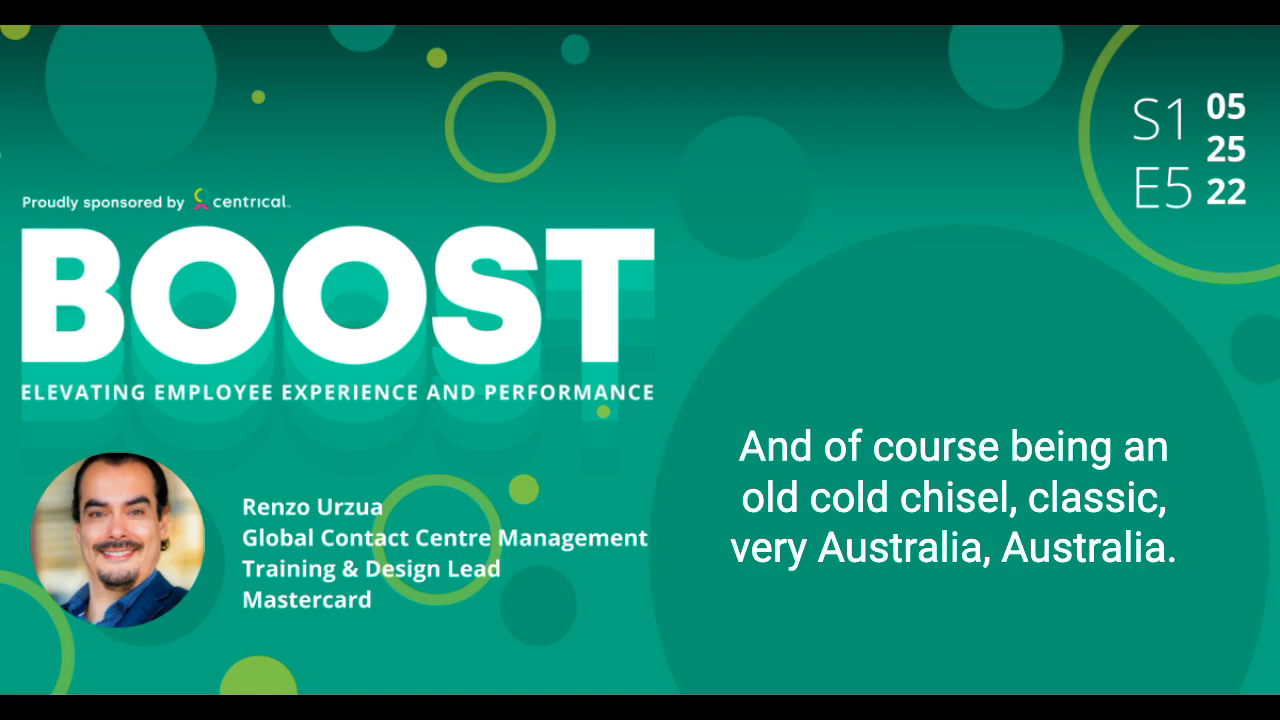 S1 05
25
E5 22
Proudly sponsored by centrical
BOOST
ELEVATING EMPLOYEE EXPERIENCE AND PERFORMANCE
And of course being an
old cold chisel, classic,
very Australia, Australia.
Renzo Urzua
Global Contact Centre Management
Training & Design Lead
Mastercard